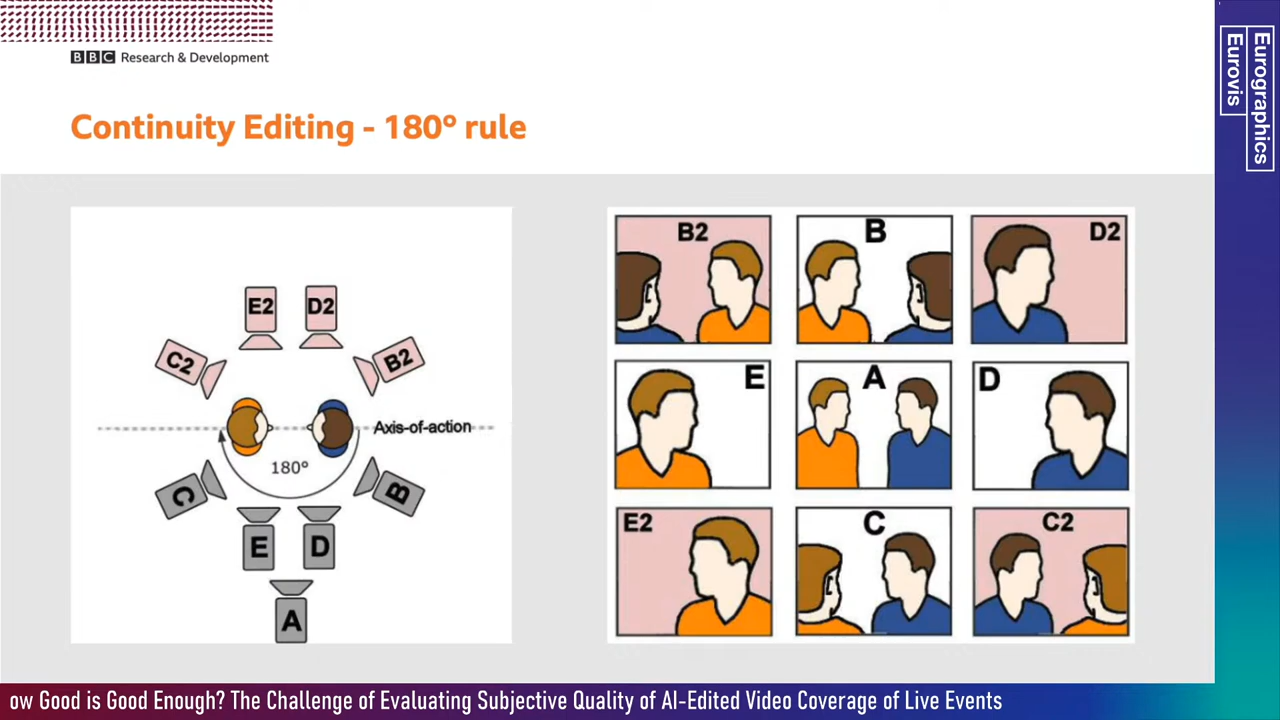 BBC Research & Development
Continuity Editing - 180º rule
Eurographics
Eurovis
E2
D2
C2
B2
Axis-of-action
180°
C
B
E
D
A
B2
B
D2
E
A
D
E2
C
C2
ow Good is Good Enough? The Challenge of Evaluating Subjective Quality of AI-Edited Video Coverage of Live Events